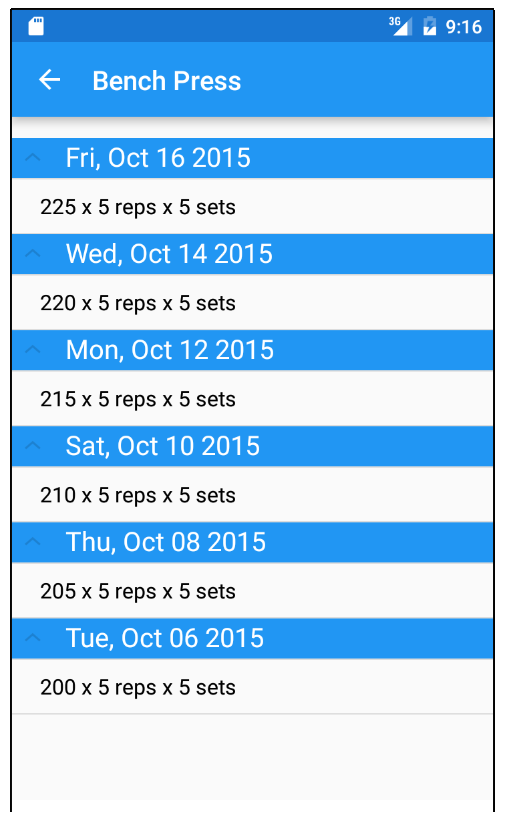 3G 9:16
Bench Press
Fri, Oct 16 2015
225 x 5 reps x 5 sets
Wed, Oct 14 2015
220 x 5 reps x 5 sets
Mon, Oct 12 2015
215 x 5 reps x 5 sets
Sat, Oct 10 2015
210 x 5 reps x 5 sets
Thu, Oct 08 2015
205 x 5 reps x 5 sets
Tue, Oct 06 2015
200 x 5 reps x 5 sets